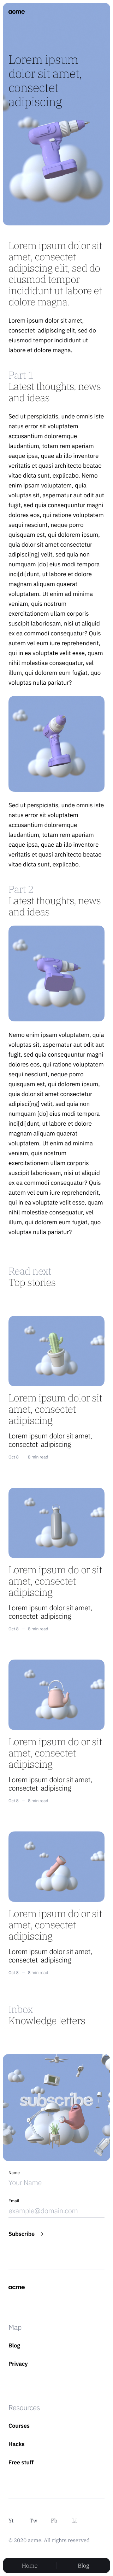 acme
Lorem ipsum
dolor sit amet,
consectet
adipiscing
Lorem ipsum dolor sit
amet, consectet
adipiscing elit, sed do
eiusmod tempor
incididunt ut labore et
dolore magna.
Lorem ipsum dolor sit amet,
consectet adipiscing elit, sed do
eiusmod tempor incididunt ut
labore et dolore magna.
Part 1
Latest thoughts, news
and ideas
Sed ut perspiciatis, unde omnis iste
natus error sit voluptatem
accusantium doloremque
laudantium, totam rem aperiam
eaque ipsa, quae ab illo inventore
veritatis et quasi architecto beatae
vitae dicta sunt, explicabo. Nemo
enim ipsam voluptatem, quia
voluptas sit, aspernatur aut odit aut
fugit, sed quia consequuntur magni
dolores eos, qui ratione voluptatem
sequi nesciunt, neque porro
quisquam est, qui dolorem ipsum,
quia dolor sit amet consectetur
adipisci[ng] velit, sed quia non
numquam [do] eius modi tempora
inci[di]dunt, ut labore et dolore
magnam aliquam quaerat
voluptatem. Ut enim ad minima
veniam, quis nostrum
exercitationem ullam corporis
suscipit laboriosam, nisi ut aliquid
ex ea commodi consequatur? Quis
autem vel eum iure reprehenderit,
qui in ea voluptate velit esse, quam
nihil molestiae consequatur, vel
illum, qui dolorem eum fugiat, quo
voluptas nulla pariatur?
Sed ut perspiciatis, unde omnis iste
natus error sit voluptatem
accusantium doloremque
laudantium, totam rem aperiam
eaque ipsa, quae ab illo inventore
veritatis et quasi architecto beatae
vitae dicta sunt, explicabo.
Part 2
Latest thoughts, news
and ideas
Nemo enim ipsam voluptatem, quia
voluptas sit, aspernatur aut odit aut
fugit, sed quia consequuntur magni
dolores eos, qui ratione voluptatem
sequi nesciunt, neque porro
quisquam est, qui dolorem ipsum,
quia dolor sit amet consectetur
adipisci[ng] velit, sed quia non
numquam [do] eius modi tempora
inci[di]dunt, ut labore et dolore
magnam aliquam quaerat
voluptatem. Ut enim ad minima
veniam, quis nostrum
exercitationem ullam corporis
suscipit laboriosam, nisi ut aliquid
ex ea commodi consequatur? Quis
autem vel eum iure reprehenderit,
qui in ea voluptate velit esse, quam
nihil molestiae consequatur, vel
illum, qui dolorem eum fugiat, quo
voluptas nulla pariatur?
Read next
Top stories
Lorem ipsum dolor sit
amet, consectet
adipiscing
Lorem ipsum dolor sit amet,
consectet adipiscing
Oct 8 8 min read
Lorem ipsum dolor sit
amet, consectet
adipiscing
Lorem ipsum dolor sit amet,
consectet adipiscing
Oct 8 8 min read
Lorem ipsum dolor sit
amet, consectet
adipiscing
Lorem ipsum dolor sit amet,
consectet adipiscing
Oct 8 8 min read
Lorem ipsum dolor sit
amet, consectet
adipiscing
Lorem ipsum dolor sit amet,
consectet adipiscing
Oct 8 8 min read
Inbox
Knowledge letters
subscribe
Name
Your Name
Email
example@domain.com
Subscribe
acme
Map
Blog
Privacy
Resources
Courses
Hacks
Free stuff
Yt Tw Fb Li
© 2020 acme. All rights reserved
Home Blog